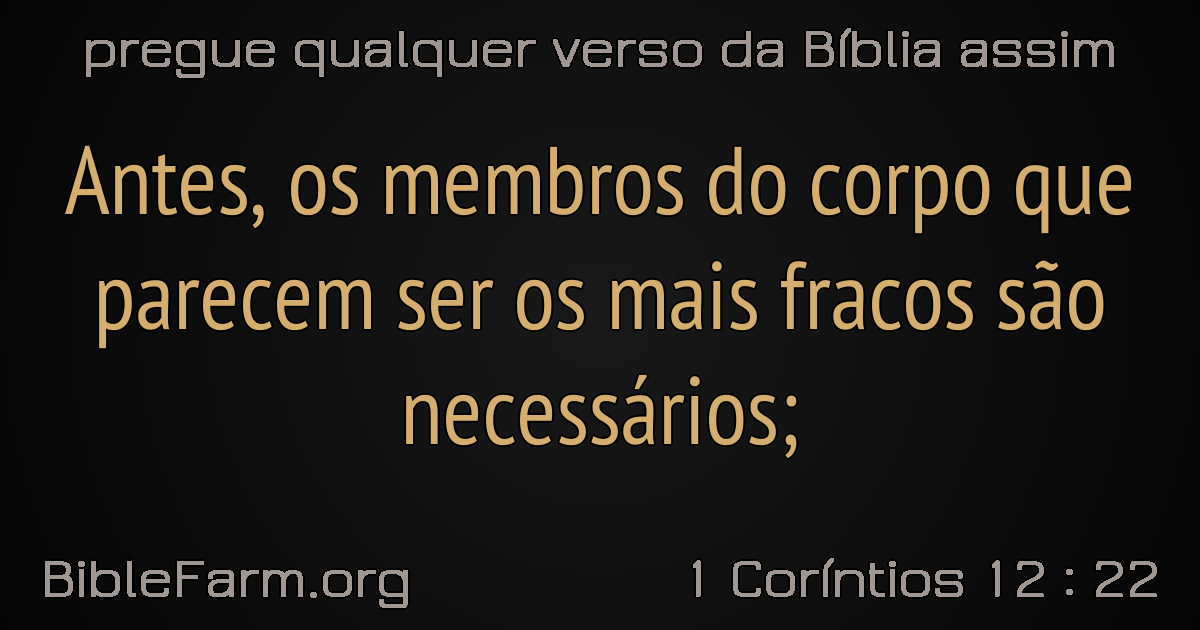 pregue qualquer verso da Bíblia assim
Antes, os membros do corpo que
parecem ser os mais fracos são
necessários;
BibleFarm.org
1 Coríntios 12 : 22